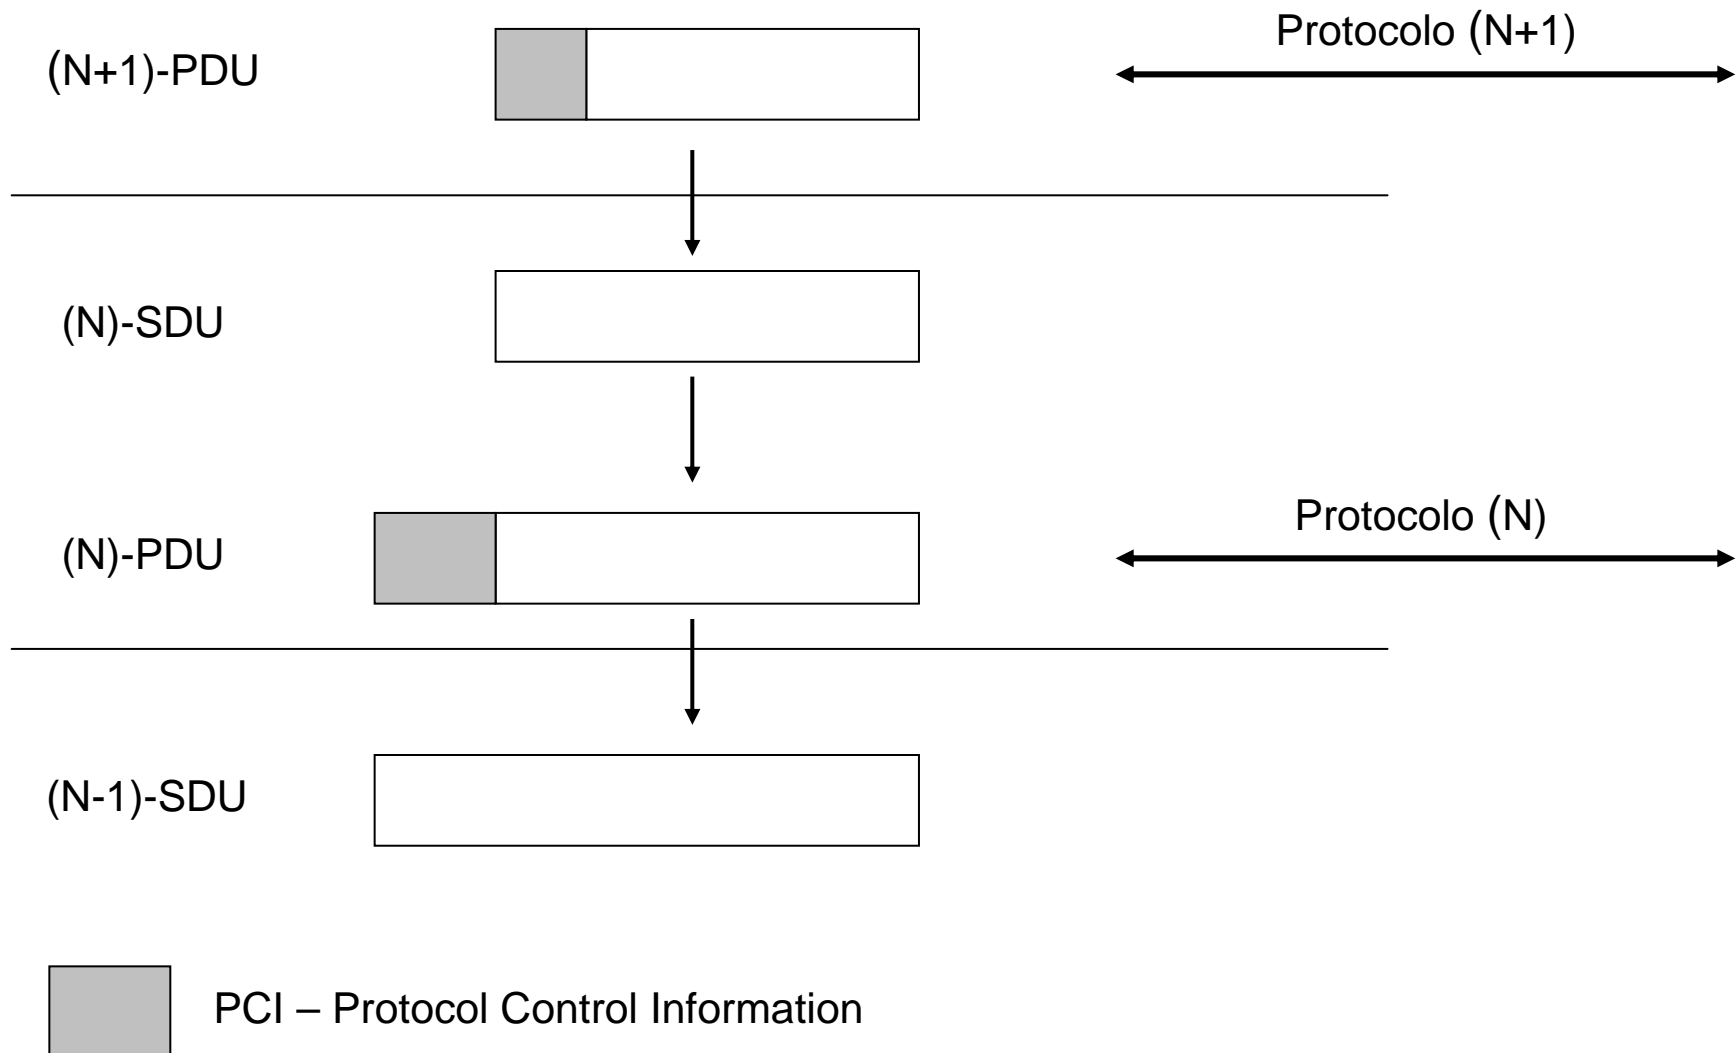 Protocolo (N+1)
(N+1)-PDU
(N)-SDU
Protocolo (N)
(N)-PDU
(N-1)-SDU
PCI – Protocol Control Information